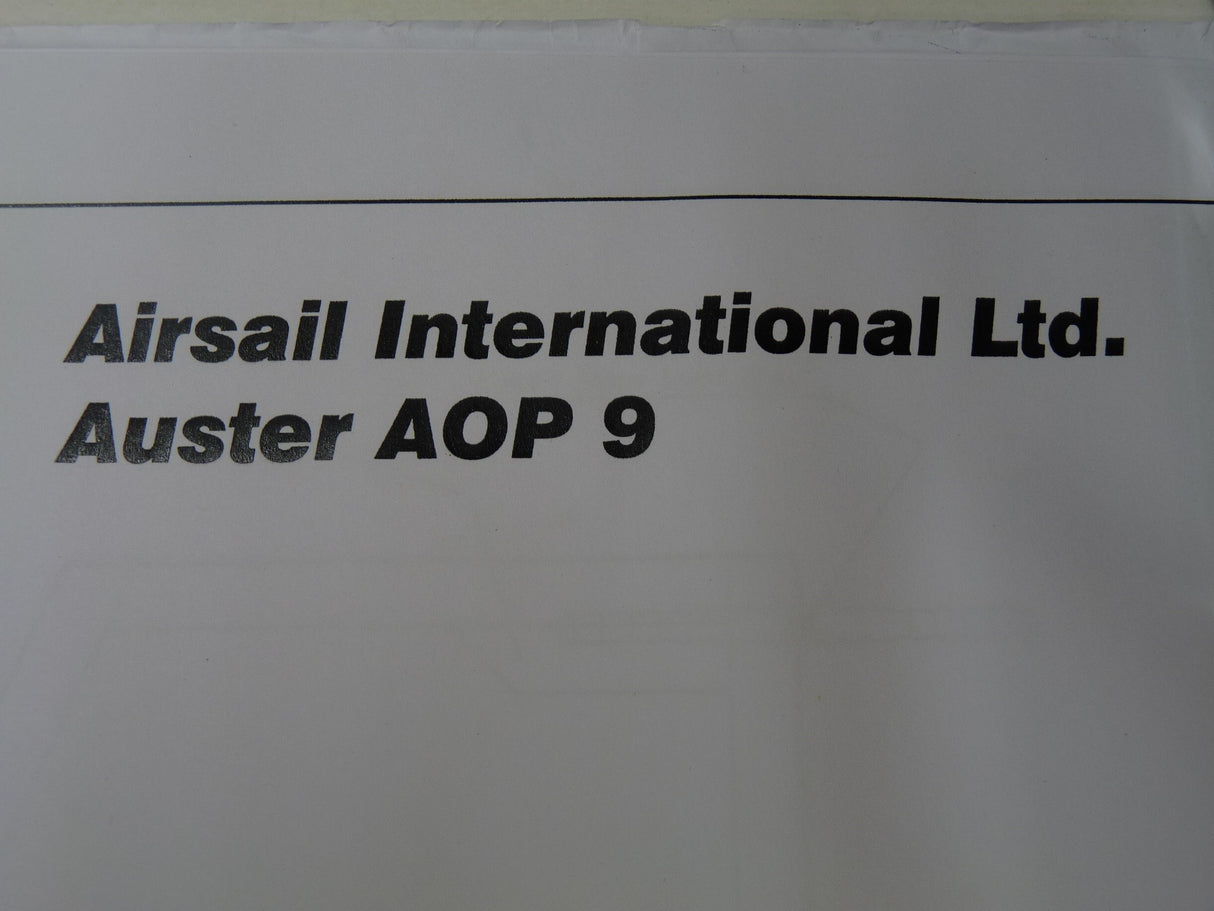 Airsail International Ltd.
Auster AOP 9